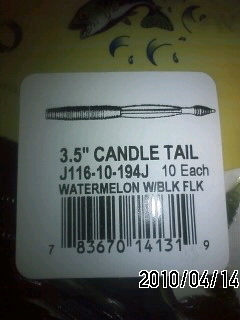 3.5" CANDLE TAIL
J116-10-194J 10 Each
WATERMELON W/BLK FLK
7 83670 14131 9
2010/04/14